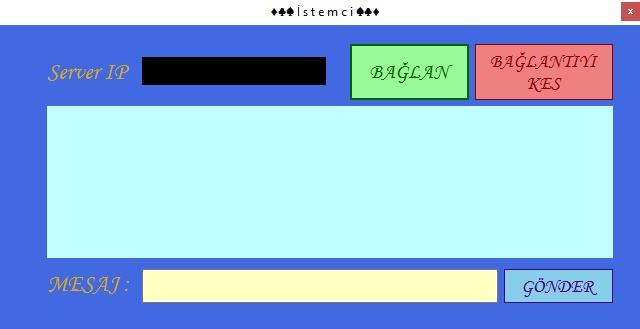 ♦♣♠ İstemci ♠♣♦
x
Server IP
BAĞLAN
BAĞLANTIYI
KES
MESAJ :
GÖNDER